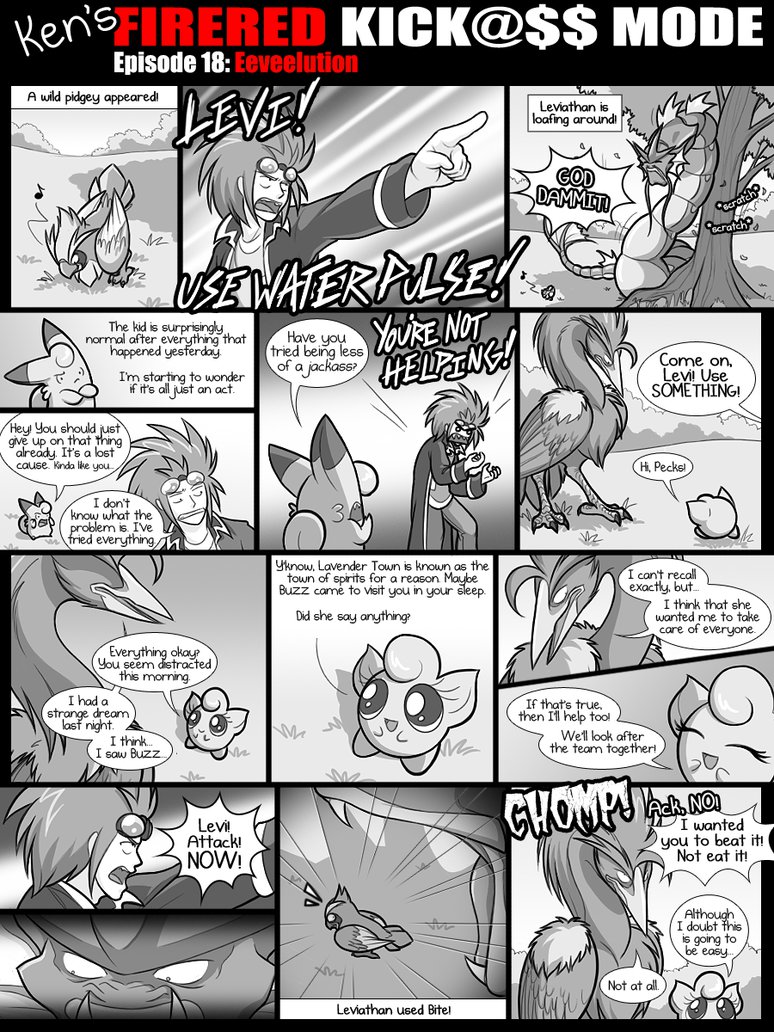 Ken's FIRERED KICK@$$ MODE
Episode 18: Eeveelution
A wild pidgey appeared!
LEVI!
USE WATER PULSE!
Leviathan is
loafing around!
GOD
DAMMIT!
*scratch*
*scratch*
The kid is surprisingly
normal after everything that
happened yesterday.
I'm starting to wonder
if it's all just an act.
Hey! You should just
give up on that thing
already. It's a lost
cause. Kinda like you...
I don't
know what the
problem is. I've
tried everything.
Have you
tried being less
of a jackass?
YOU'RE NOT
HELPING!
Come on,
Levi! Use
SOMETHING!
Hi, Pecks!
Everything okay?
You seem distracted
this morning.
I had a
strange dream
last night.
I think...
I saw Buzz...
Y'know, Lavender Town is known as the
town of spirits for a reason. Maybe
Buzz came to visit you in your sleep.
Did she say anything?
I can't recall
exactly, but...
I think that she
wanted me to take
care of everyone.
If that's true,
then I'll help too!
We'll look after
the team together!
Levi!
Attack!
NOW!
Leviathan used Bite!
CHOMP!
Ack, NO!
I wanted
you to beat it!
Not eat it!
Although
I doubt this
is going to
be easy...
Not at all.